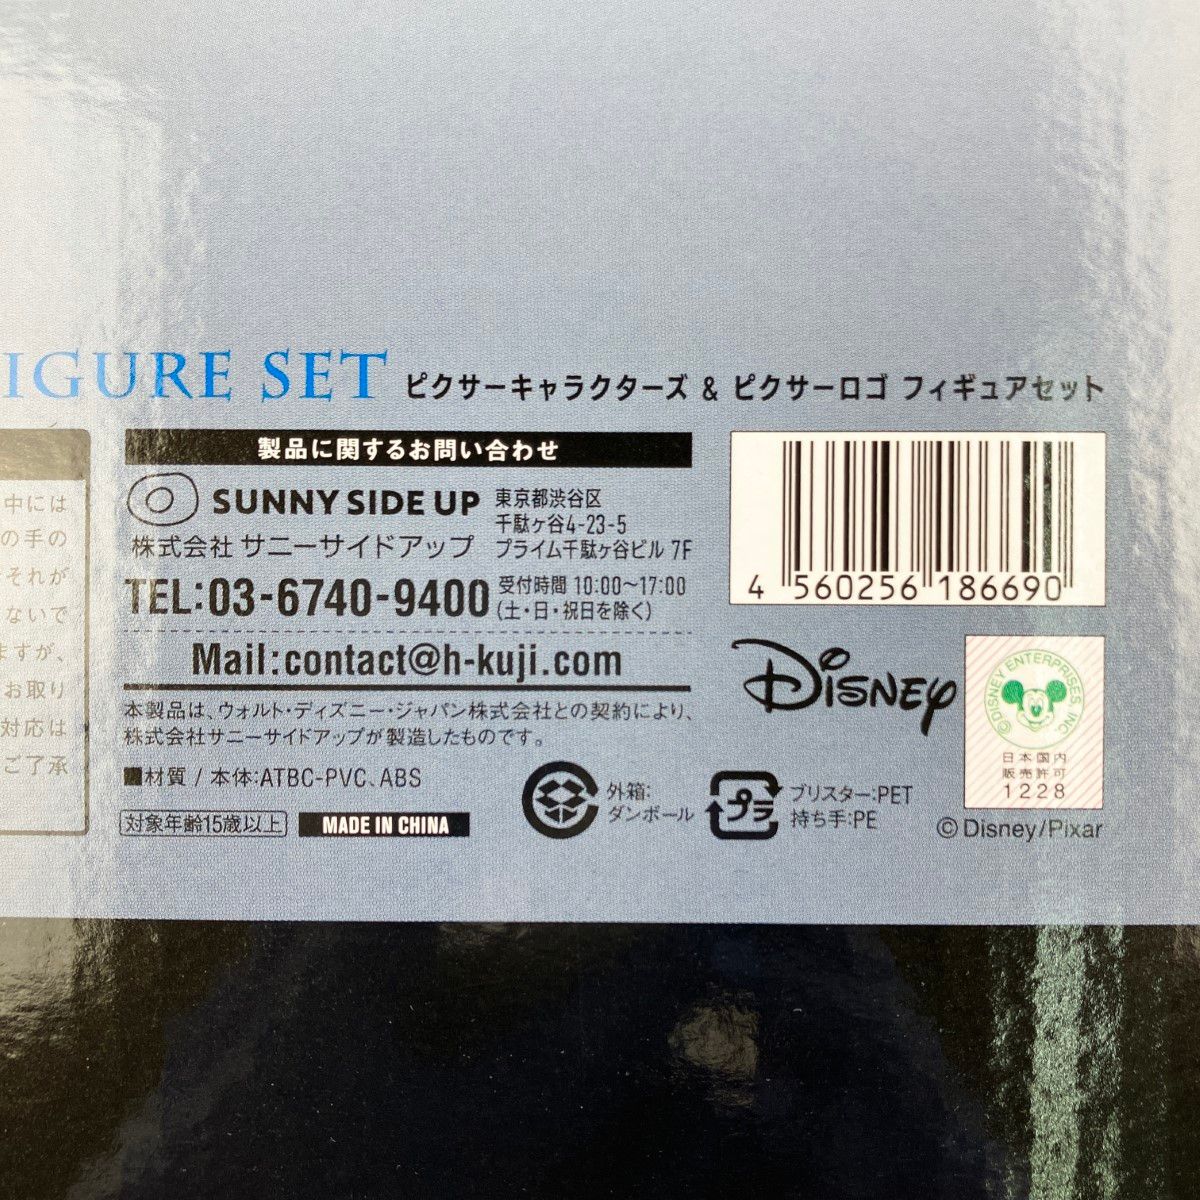 IGURE SET ピクサーキャラクターズ & ピクサーロゴ フィギュアセット
中には
の手の
それが
ないで
ますが、
お取り
対応は
ご了承
製品に関するお問い合わせ
SUNNY SIDE UP
株式会社 サニーサイドアップ
東京都渋谷区
千駄ヶ谷4-23-5
プライム千駄ヶ谷ビル 7F
TEL:03-6740-9400
受付時間 10:00〜17:00
(土・日・祝日を除く)
Mail:contact@h-kuji.com
本製品は、ウォルト・ディズニー・ジャパン株式会社との契約により、
株式会社サニーサイドアップが製造したものです。
■材質 / 本体:ATBC-PVC、ABS
対象年齢15歳以上
MADE IN CHINA
外箱:
ダンボール
プラ
ブリスター:PET
持ち手:PE
4 560256 186690
Disney
©DISNEY ENTERPRISES, INC.
日本国内
販売許可
1228
©Disney/Pixar